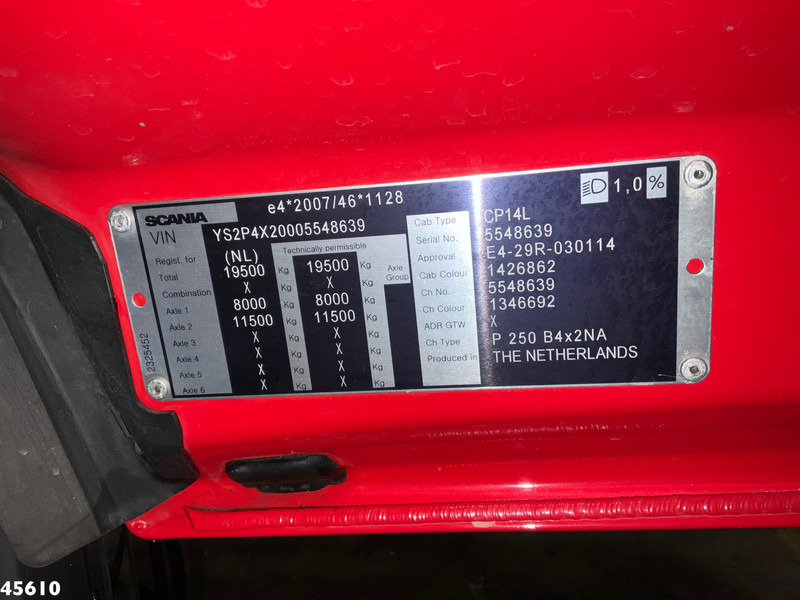 SCANIA e4*2007/46*1128 1,0 %
VIN YS2P4X20005548639
Regist. for (NL) Technically permissible
Total 19500 Kg 19500 Kg Axle Group
Combination X Kg X Kg
Axle 1 8000 Kg 8000 Kg
Axle 2 11500 Kg 11500 Kg
Axle 3 X Kg X Kg
Axle 4 X Kg X Kg
Axle 5 X Kg X Kg
Axle 6 X Kg X Kg
Cab Type CP14L
Serial No. 5548639
Approval E4-29R-030114
Cab Colour 1426862
Ch No. 5548639
Ch Colour 1346692
ADR GTW X
Ch Type P 250 B4x2NA
Produced in THE NETHERLANDS
2325452
45610